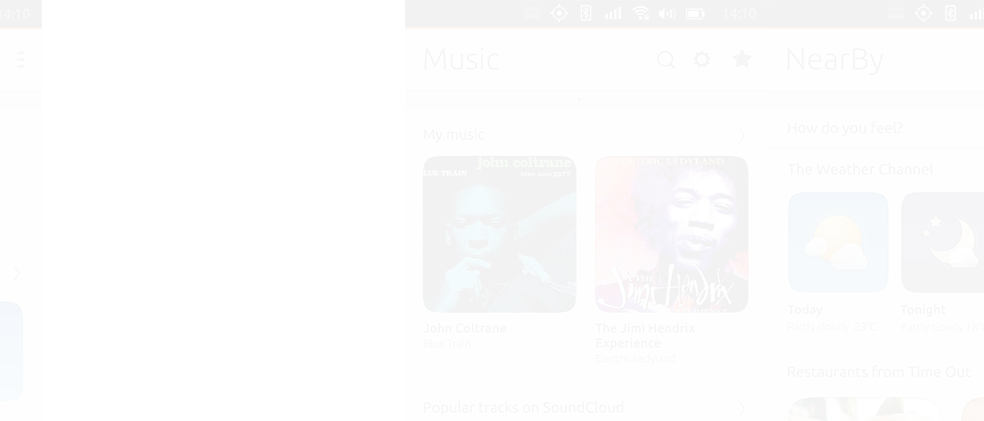 14:10
14:10
Music
NearBy
My music
How do you feel?
The Weather Channel
john coltrane
BLUE TRAIN
ELECTRIC LADYLAND
THE
Jimi Hendrix
John Coltrane
Blue Train
The Jimi Hendrix
Experience
Electric Ladyland
Today
Tonight
Partly cloudy, 23°C
Partly cloudy,
Restaurants from Time Out
Popular tracks on SoundCloud